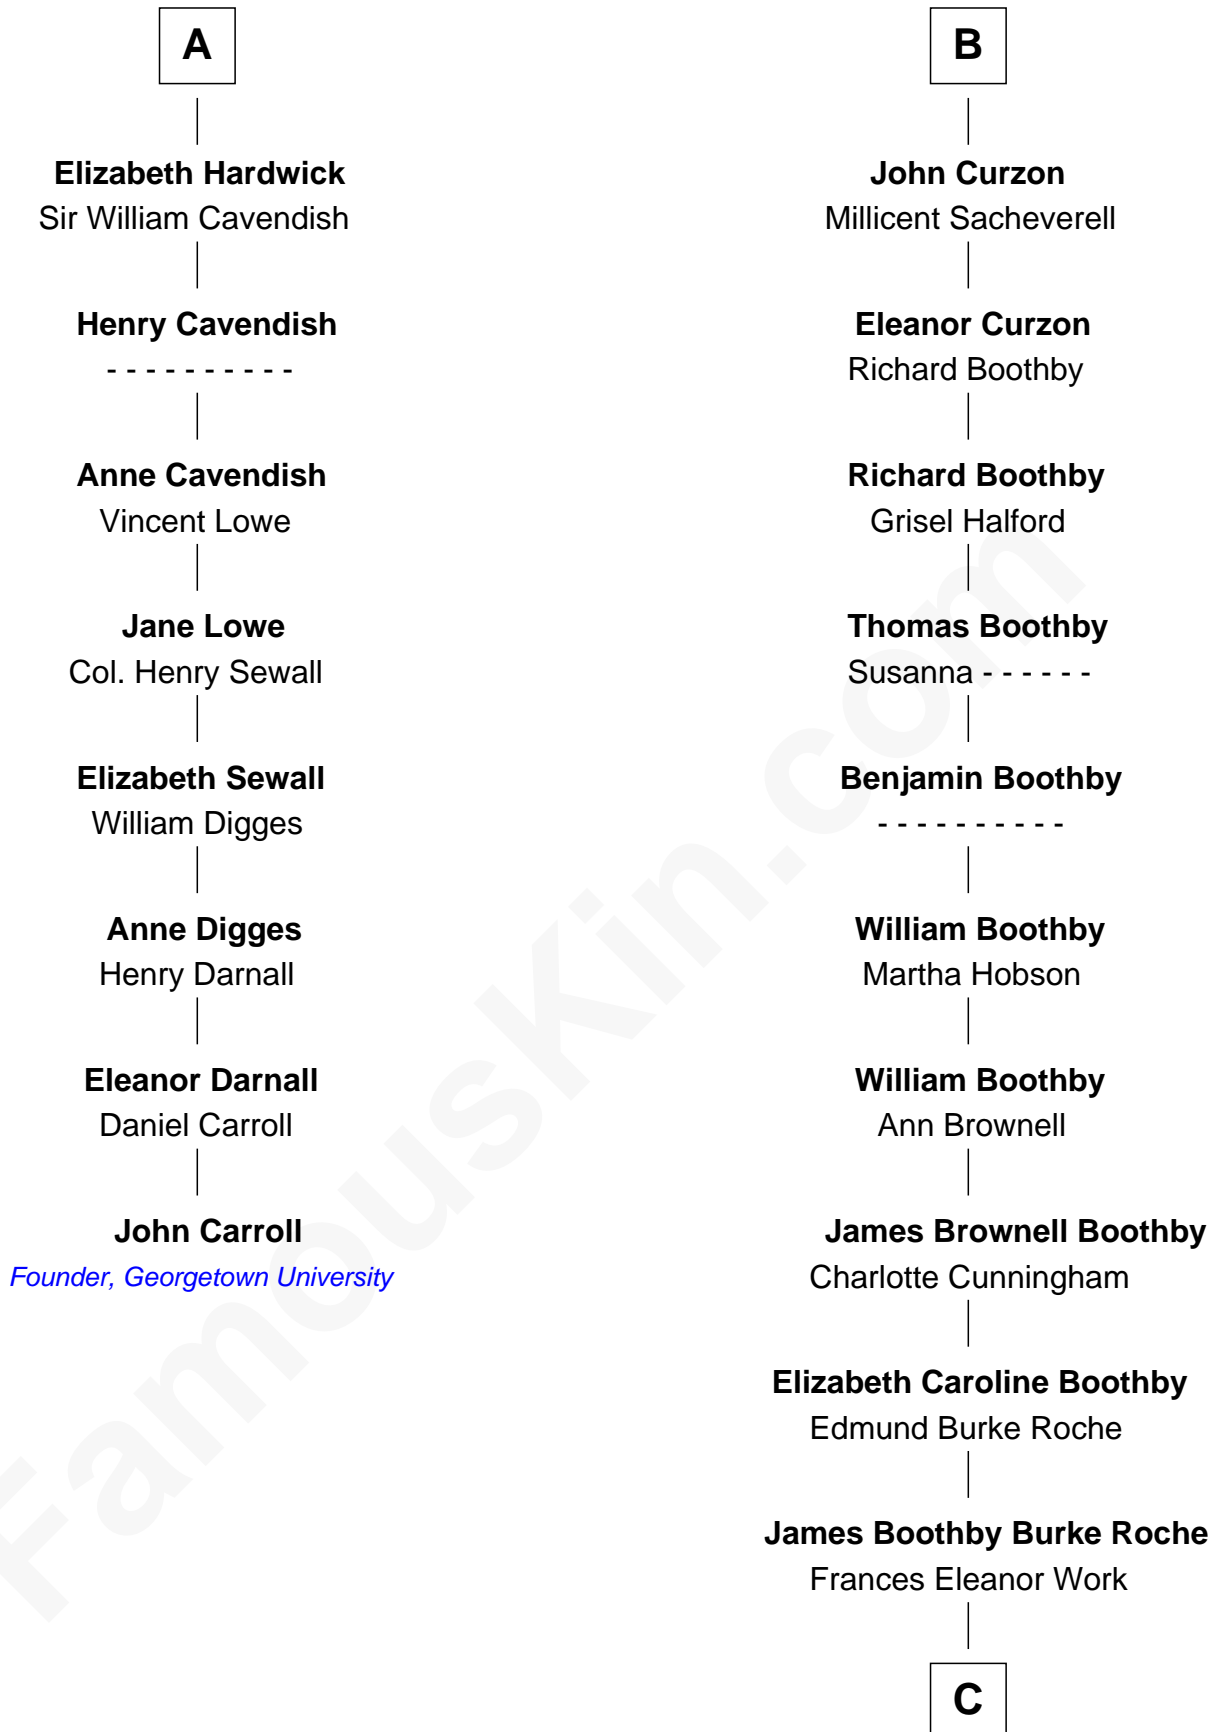 A
Elizabeth Hardwick
Sir William Cavendish
Henry Cavendish
- - - - - - - - - -
Anne Cavendish
Vincent Lowe
Jane Lowe
Col. Henry Sewall
Elizabeth Sewall
William Digges
Anne Digges
Henry Darnall
Eleanor Darnall
Daniel Carroll
John Carroll
Founder, Georgetown University
B
John Curzon
Millicent Sacheverell
Eleanor Curzon
Richard Boothby
Richard Boothby
Grisel Halford
Thomas Boothby
Susanna - - - - - -
Benjamin Boothby
- - - - - - - - - -
William Boothby
Martha Hobson
William Boothby
Ann Brownell
James Brownell Boothby
Charlotte Cunningham
Elizabeth Caroline Boothby
Edmund Burke Roche
James Boothby Burke Roche
Frances Eleanor Work
C
FamousKin.com